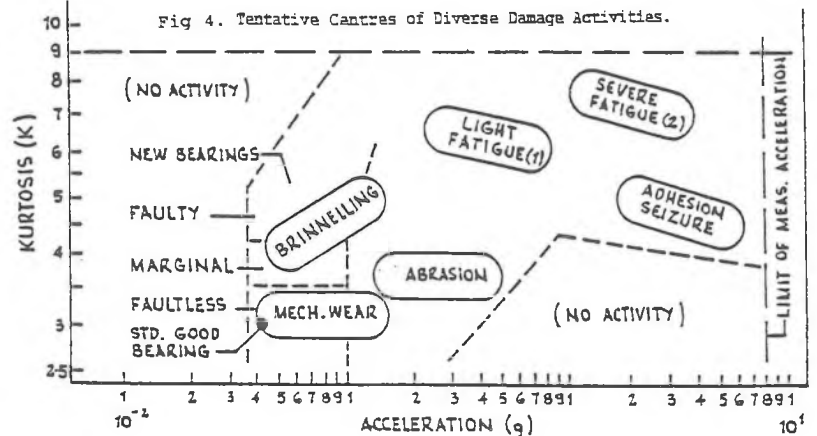 Fig 4. Tentative Cantres of Diverse Damage Activities.
KURTOSIS (K)
10
9
8
7
6
5
4
3
2·5
(NO ACTIVITY)
NEW BEARINGS
FAULTY
MARGINAL
FAULTLESS
STD. GOOD
BEARING
BRINNELLING
MECH. WEAR
ABRASION
LIGHT
FATIGUE(1)
SEVERE
FATIGUE(2)
ADHESION
SEIZURE
(NO ACTIVITY)
LIMIT OF MEAS. ACCELERATION
1 2 3 4 5 6 7 8 9 1 2 3 4 5 6 7 8 9 1 2 3 4 5 6 7 8 9 1
10⁻² ACCELERATION (g) 10¹